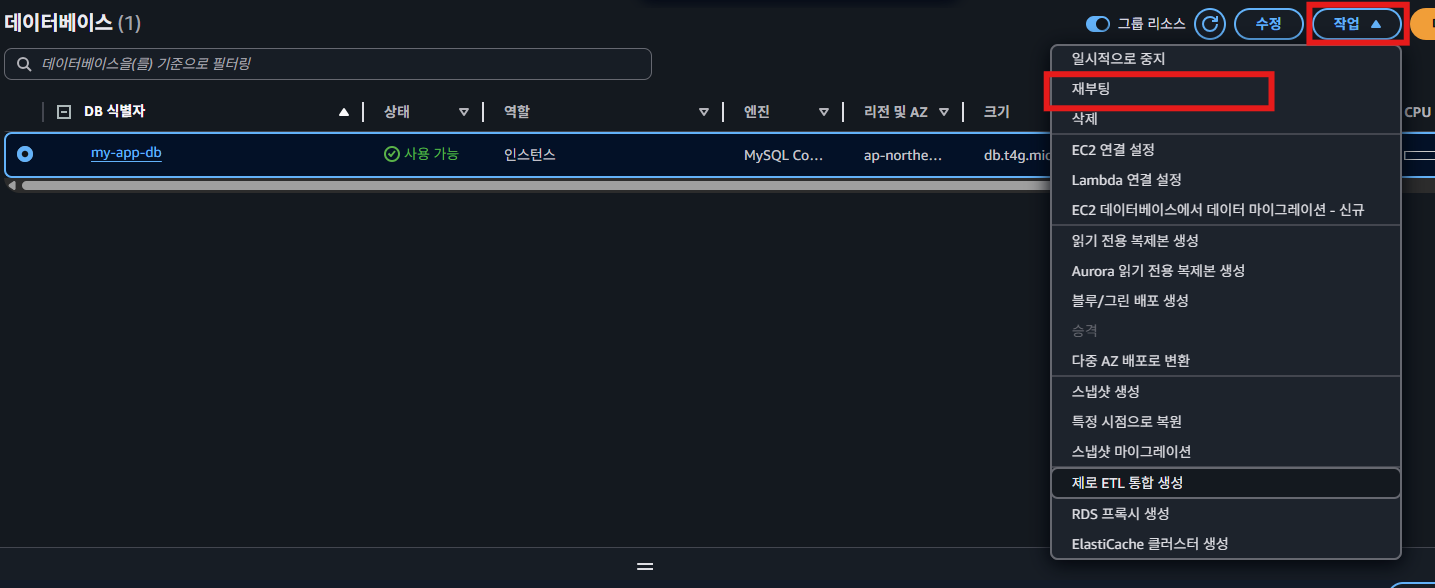 데이터베이스 (1)
그룹 리소스
수정
작업
데이터베이스을(를) 기준으로 필터링
DB 식별자
상태
역할
엔진
리전 및 AZ
크기
CPU
my-app-db
사용 가능
인스턴스
MySQL Co...
ap-northe...
db.t4g.mic
일시적으로 중지
재부팅
삭제
EC2 연결 설정
Lambda 연결 설정
EC2 데이터베이스에서 데이터 마이그레이션 - 신규
읽기 전용 복제본 생성
Aurora 읽기 전용 복제본 생성
블루/그린 배포 생성
승격
다중 AZ 배포로 변환
스냅샷 생성
특정 시점으로 복원
스냅샷 마이그레이션
제로 ETL 통합 생성
RDS 프록시 생성
ElastiCache 클러스터 생성